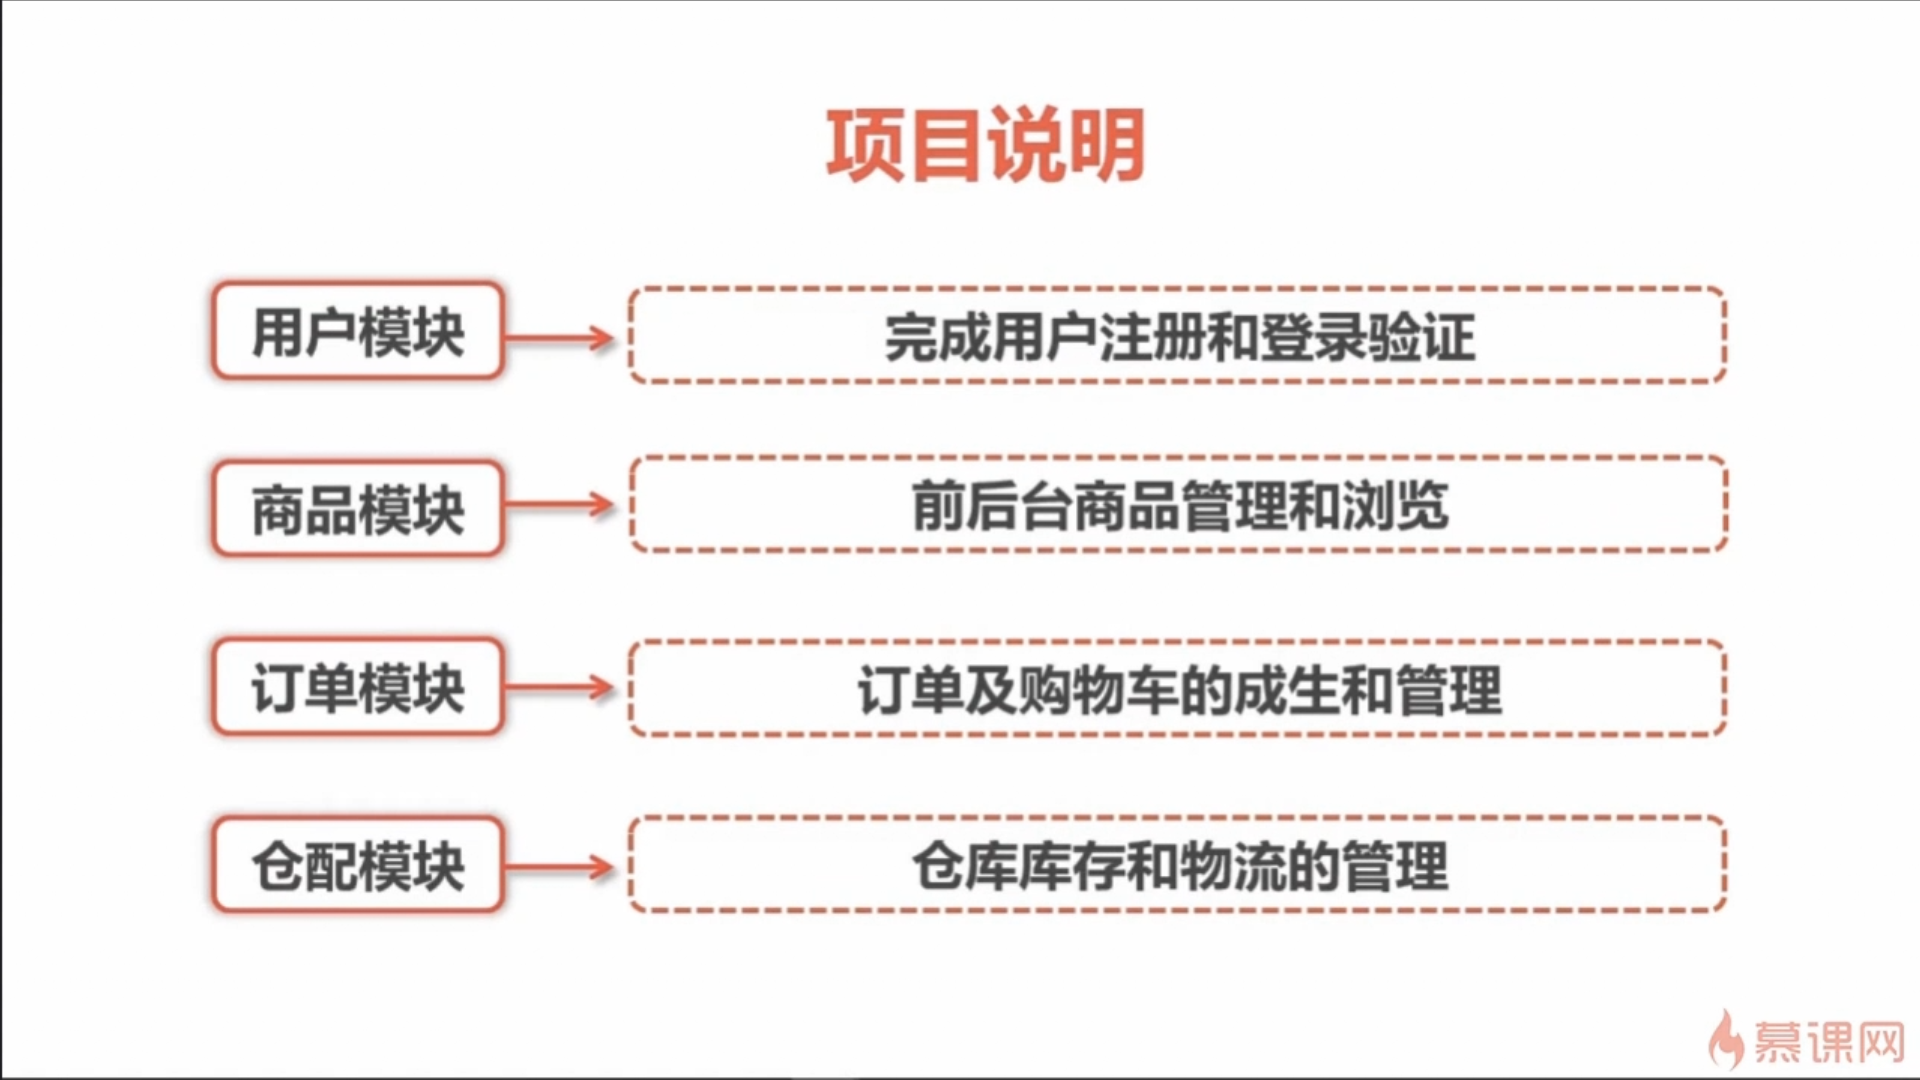 项目说明
用户模块
完成用户注册和登录验证
商品模块
前后台商品管理和浏览
订单模块
订单及购物车的成生和管理
仓配模块
仓库库存和物流的管理
慕课网